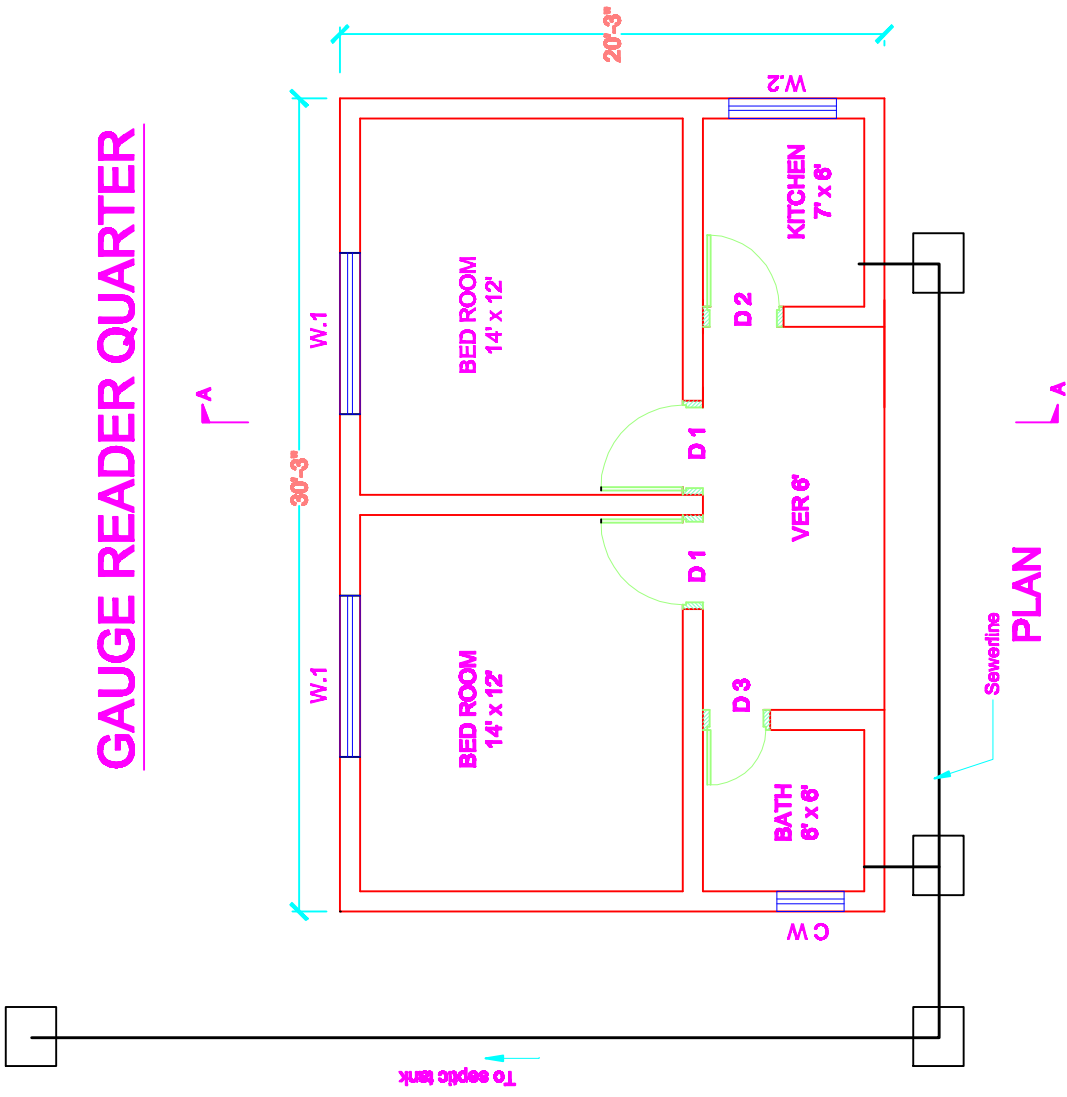 GAUGE READER QUARTER
30'-3"
20'-3"
A
A
W.1
W.1
BED ROOM
14' x 12'
BED ROOM
14' x 12'
D 1
D 1
D 3
D 2
BATH
6' x 6'
VER 6'
KITCHEN
7' x 6'
C W
W.2
Sewerline
To septic tank
PLAN